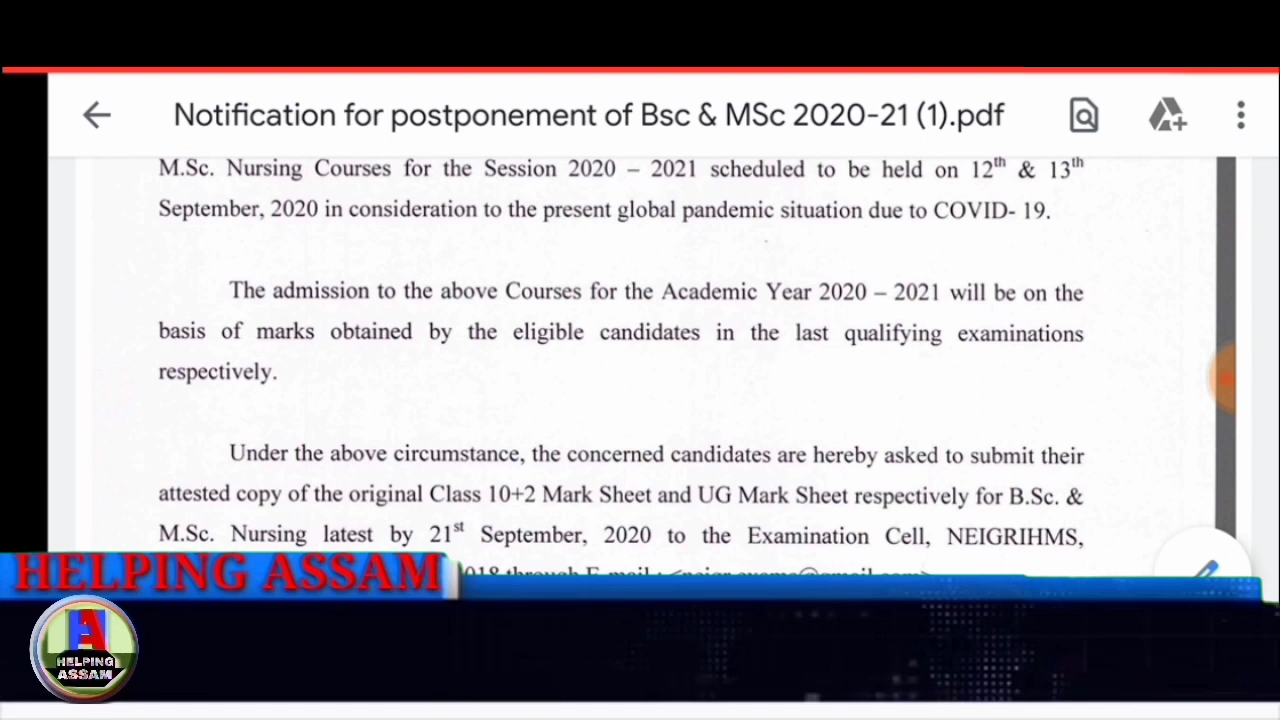 Notification for postponement of Bsc & MSc 2020-21 (1).pdf
M.Sc. Nursing Courses for the Session 2020 – 2021 scheduled to be held on 12th & 13th
September, 2020 in consideration to the present global pandemic situation due to COVID- 19.
The admission to the above Courses for the Academic Year 2020 – 2021 will be on the
basis of marks obtained by the eligible candidates in the last qualifying examinations
respectively.
Under the above circumstance, the concerned candidates are hereby asked to submit their
attested copy of the original Class 10+2 Mark Sheet and UG Mark Sheet respectively for B.Sc. &
M.Sc. Nursing latest by 21st September, 2020 to the Examination Cell, NEIGRIHMS,
through E-mail :
HELPING ASSAM
HELPING
ASSAM